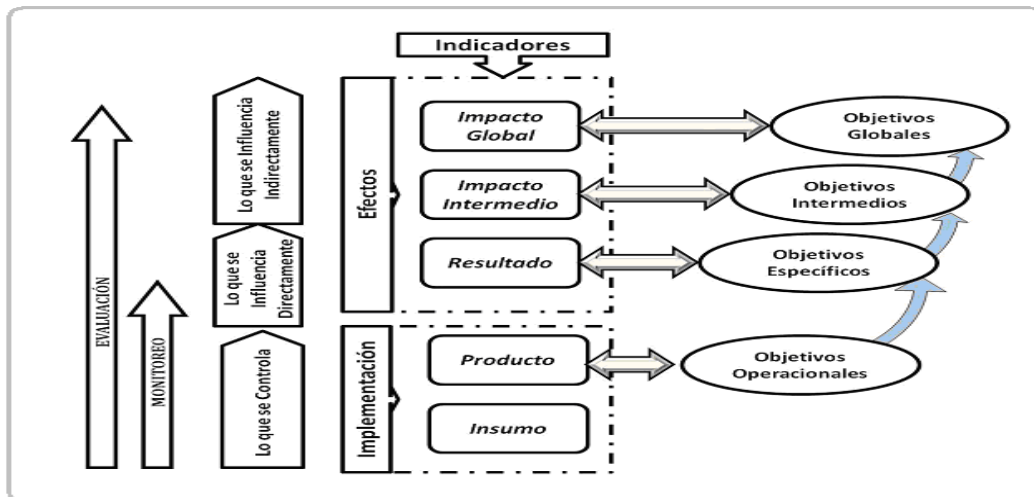 Indicadores
EVALUACIÓN
MONITOREO
Lo que se Influencia
Indirectamente
Lo que se
Influencia
Directamente
Lo que se Controla
Efectos
Implementación
Impacto
Global
Impacto
Intermedio
Resultado
Producto
Insumo
Objetivos
Globales
Objetivos
Intermedios
Objetivos
Específicos
Objetivos
Operacionales